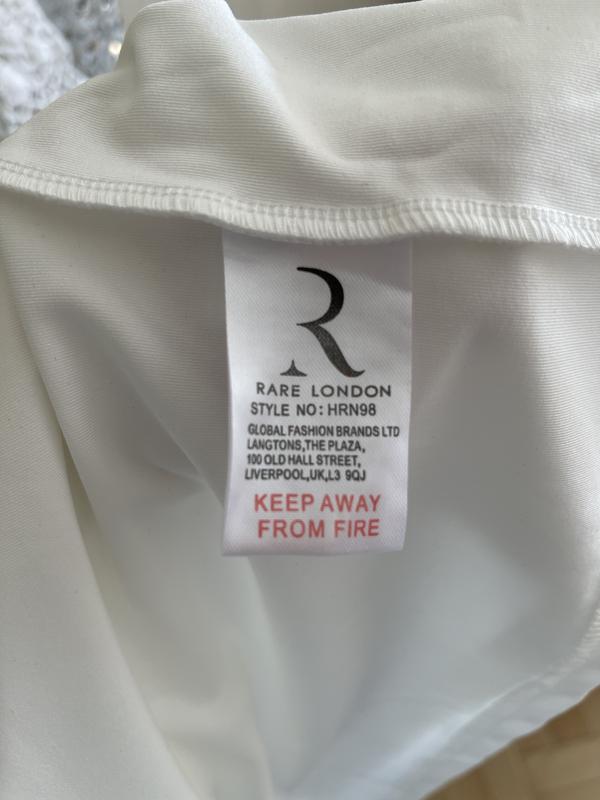 R
RARE LONDON
STYLE NO: HRN98
GLOBAL FASHION BRANDS LTD
LANGTONS,THE PLAZA,
100 OLD HALL STREET,
LIVERPOOL,UK,L3 9QJ
KEEP AWAY
FROM FIRE